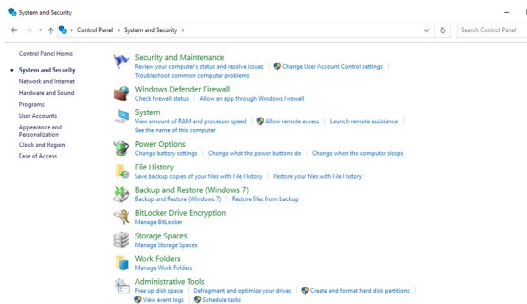 System and Security
Control Panel > System and Security >
Search Control Panel
Control Panel Home
System and Security
Network and Internet
Hardware and Sound
Programs
User Accounts
Appearance and
Personalization
Clock and Region
Ease of Access
Security and Maintenance
Review your computer's status and resolve issues | Change User Account Control settings |
Troubleshoot common computer problems
Windows Defender Firewall
Check firewall status | Allow an app through Windows Firewall
System
View amount of RAM and processor speed | Allow remote access | Launch remote assistance |
See the name of this computer
Power Options
Change battery settings | Change what the power buttons do | Change when the computer sleeps
File History
Save backup copies of your files with File History | Restore your files with File History
Backup and Restore (Windows 7)
Backup and Restore (Windows 7) | Restore files from backup
BitLocker Drive Encryption
Manage BitLocker
Storage Spaces
Manage Storage Spaces
Work Folders
Manage Work Folders
Administrative Tools
Free up disk space | Defragment and optimize your drives | Create and format hard disk partitions |
View event logs | Schedule tasks